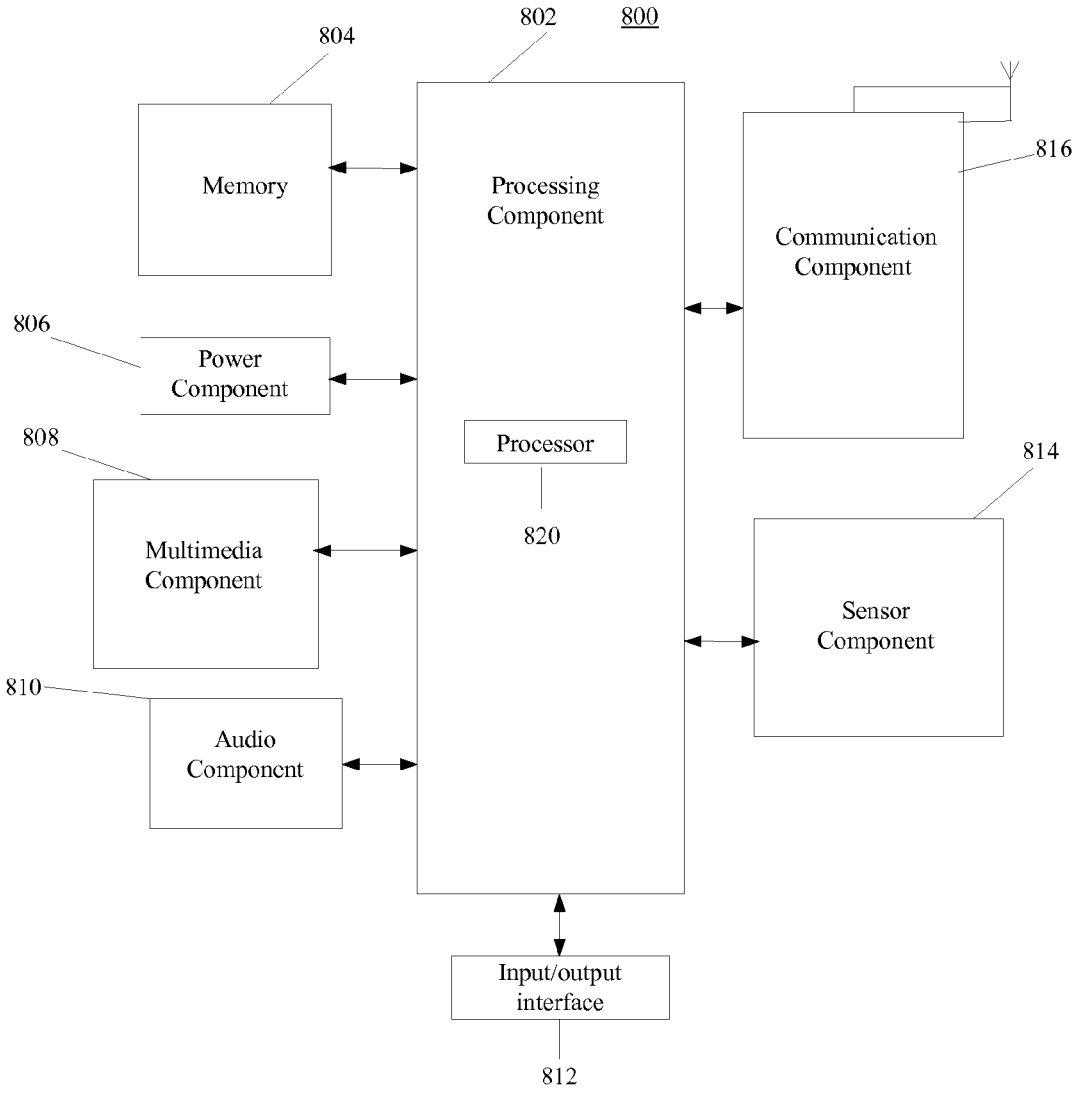 802
800
804
Memory
Processing
Component
816
Communication
Component
806
Power
Component
808
Processor
820
814
Multimedia
Component
Sensor
Component
810
Audio
Component
Input/output
interface
812